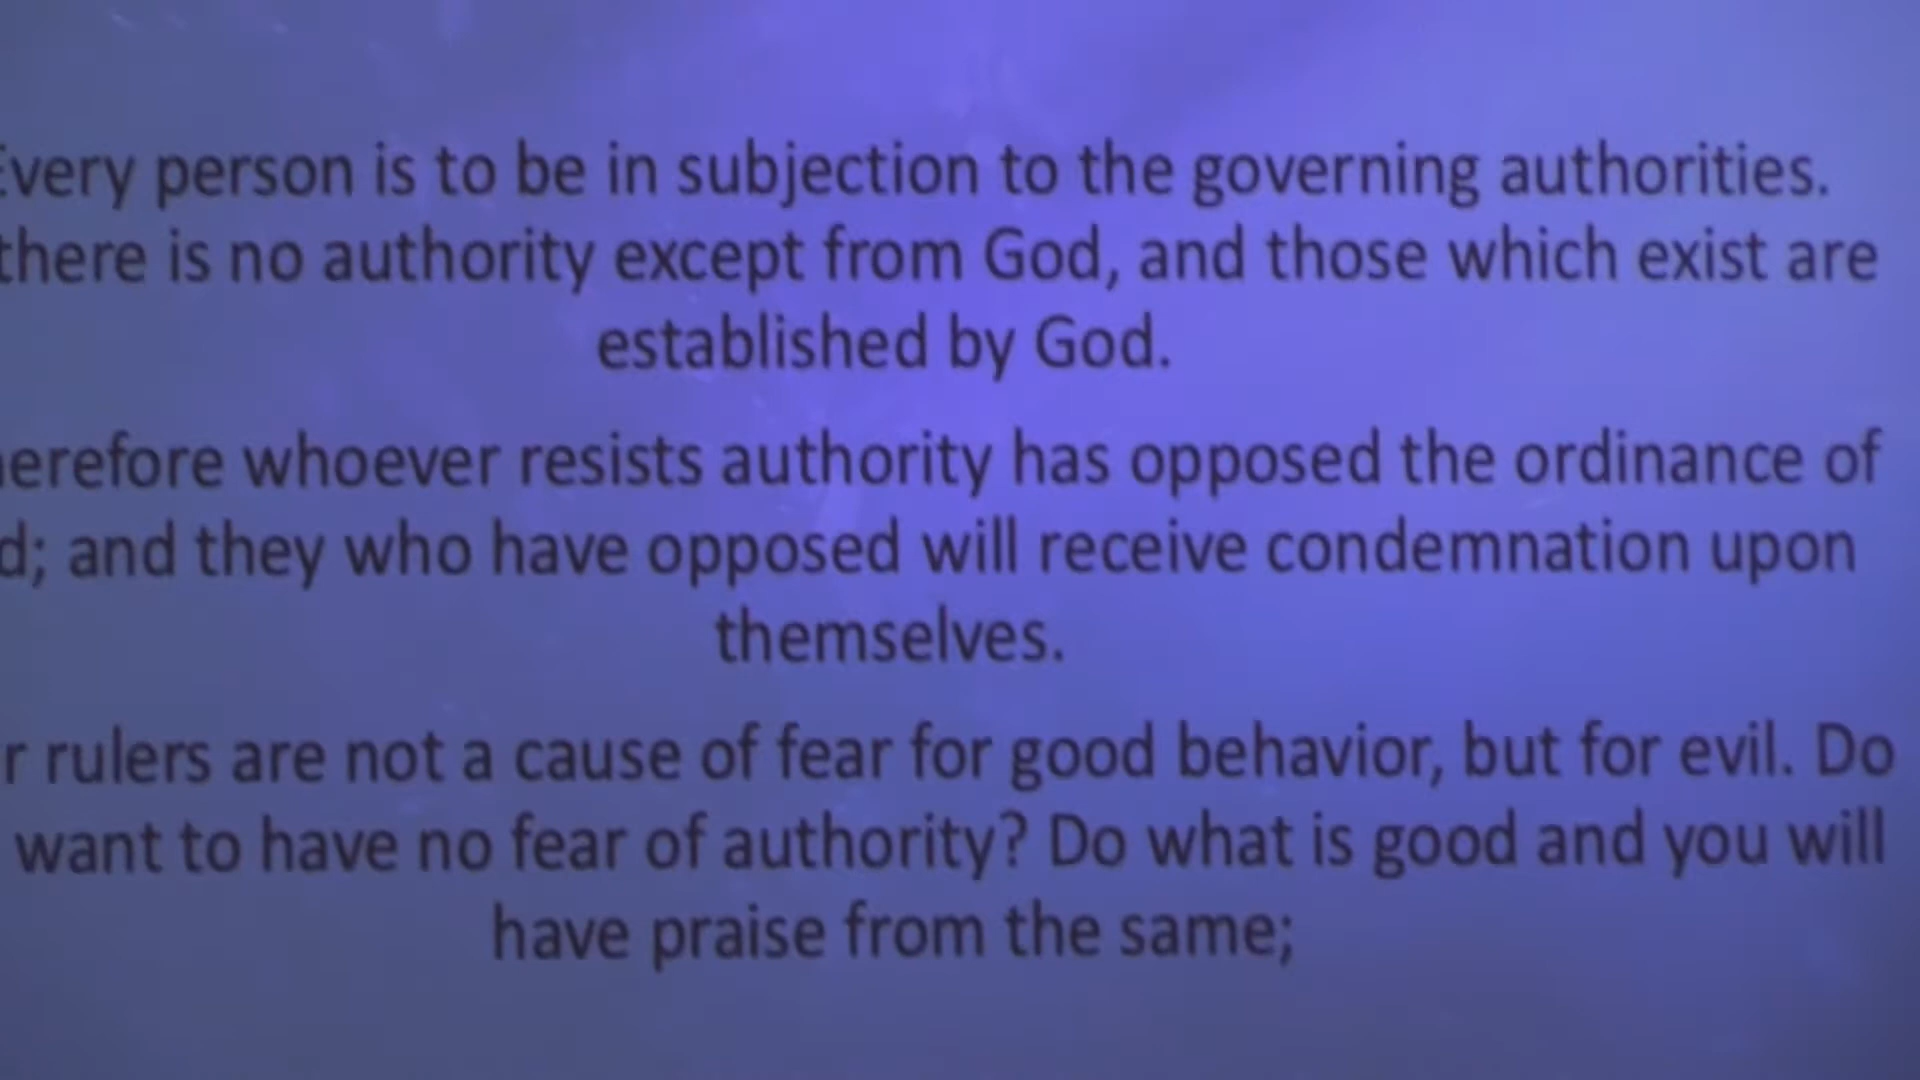 Every person is to be in subjection to the governing authorities.
there is no authority except from God, and those which exist are
established by God.
herefore whoever resists authority has opposed the ordinance of
d; and they who have opposed will receive condemnation upon
themselves.
r rulers are not a cause of fear for good behavior, but for evil. Do
want to have no fear of authority? Do what is good and you will
have praise from the same;